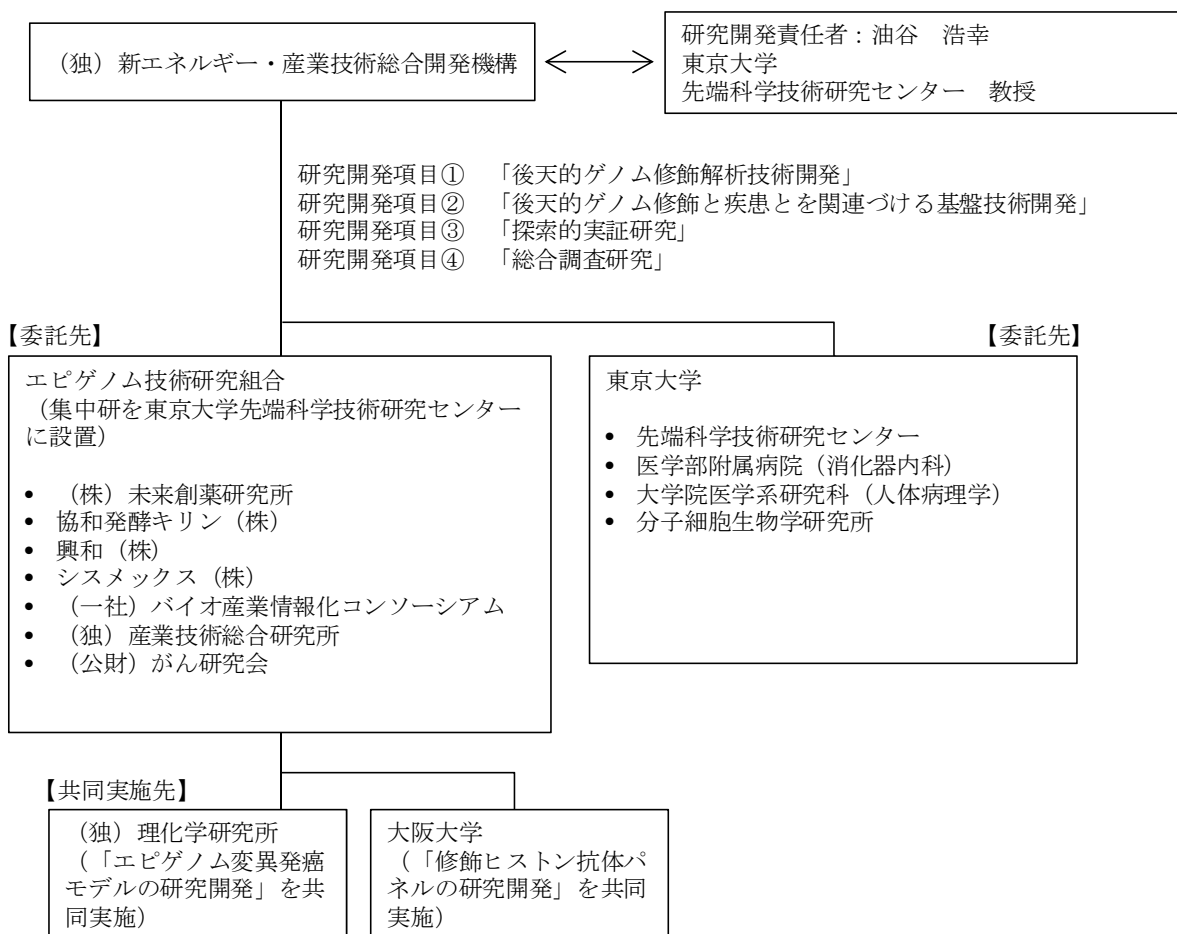 （独）新エネルギー・産業技術総合開発機構
研究開発責任者：油谷　浩幸
東京大学
先端科学技術研究センター　教授
研究開発項目①　「後天的ゲノム修飾解析技術開発」
研究開発項目②　「後天的ゲノム修飾と疾患とを関連づける基盤技術開発」
研究開発項目③　「探索的実証研究」
研究開発項目④　「総合調査研究」
【委託先】
エピゲノム技術研究組合
（集中研を東京大学先端科学技術研究センター
に設置）
• （株）未来創薬研究所
• 協和発酵キリン（株）
• 興和（株）
• シスメックス（株）
• （一社）バイオ産業情報化コンソーシアム
• （独）産業技術総合研究所
• （公財）がん研究会
【委託先】
東京大学
• 先端科学技術研究センター
• 医学部附属病院（消化器内科）
• 大学院医学系研究科（人体病理学）
• 分子細胞生物学研究所
【共同実施先】
（独）理化学研究所
（「エピゲノム変異発癌
モデルの研究開発」を共
同実施）
大阪大学
（「修飾ヒストン抗体パ
ネルの研究開発」を共同
実施）